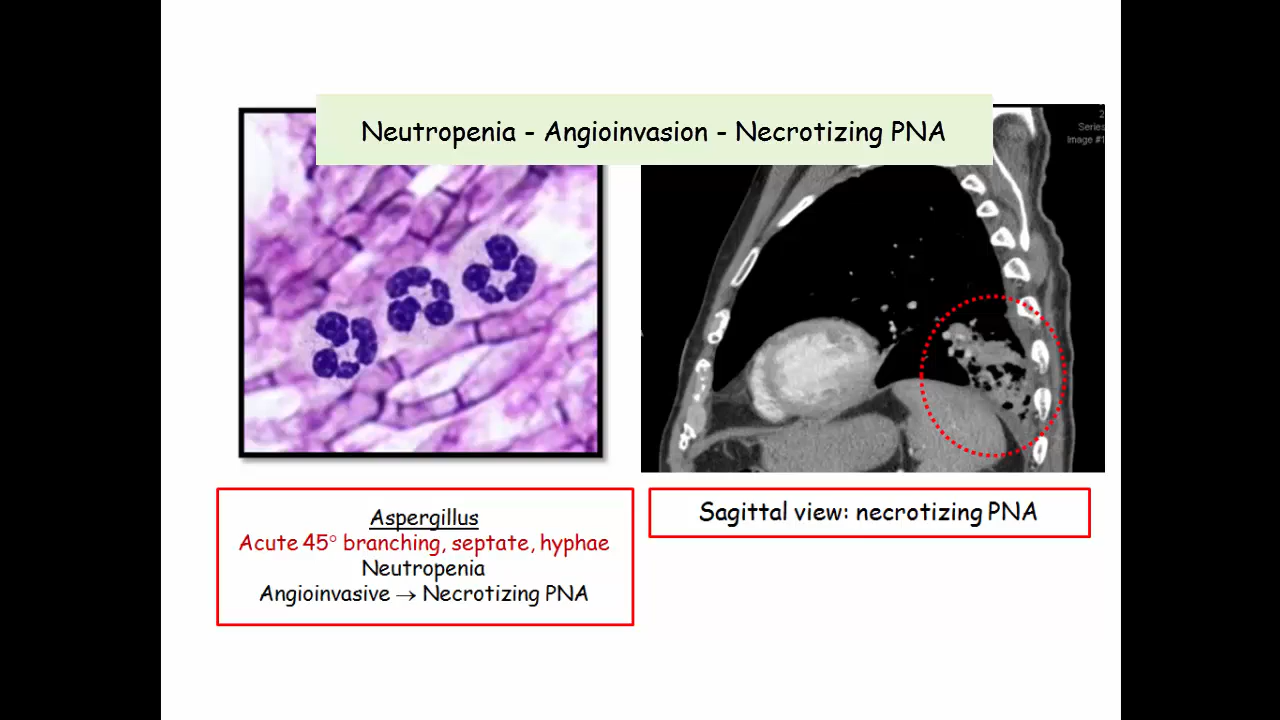 Neutropenia - Angioinvasion - Necrotizing PNA
2
Series
Image #1
Aspergillus
Acute 45° branching, septate, hyphae
Neutropenia
Angioinvasive → Necrotizing PNA
Sagittal view: necrotizing PNA